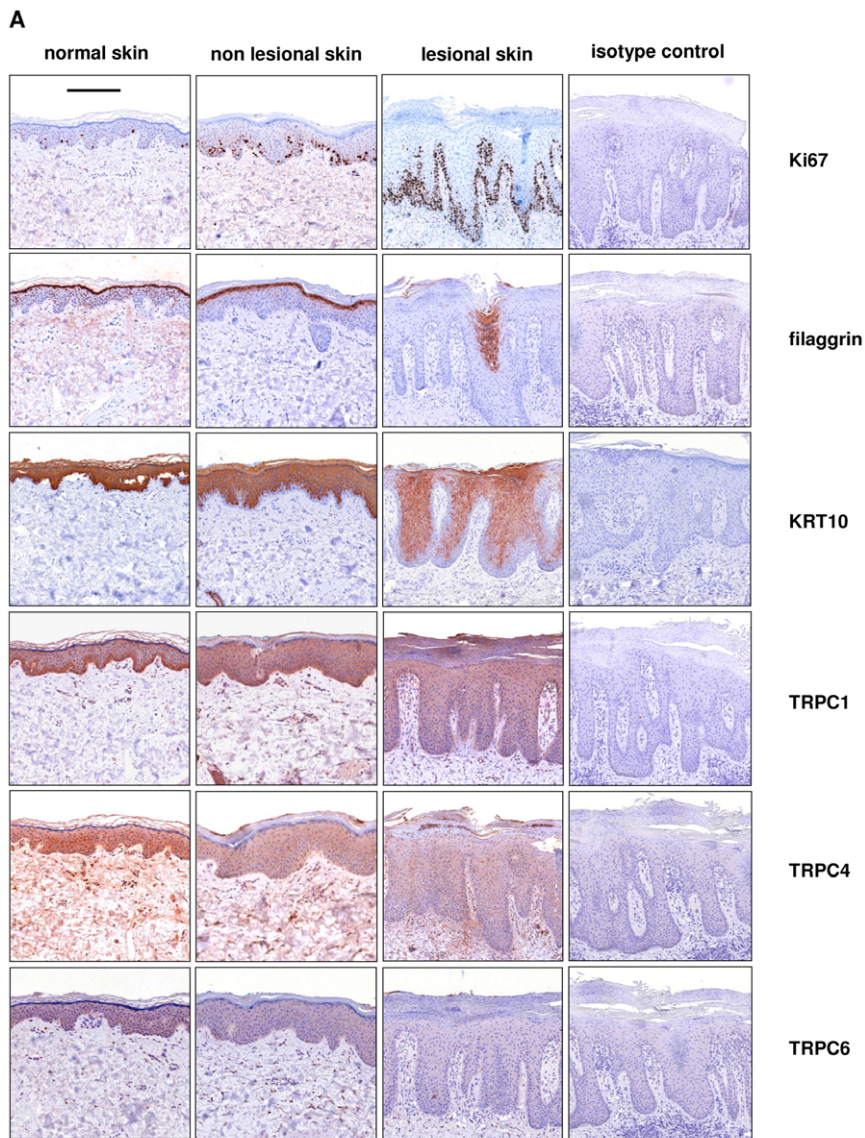 A
normal skin
non lesional skin
lesional skin
isotype control
Ki67
filaggrin
KRT10
TRPC1
TRPC4
TRPC6